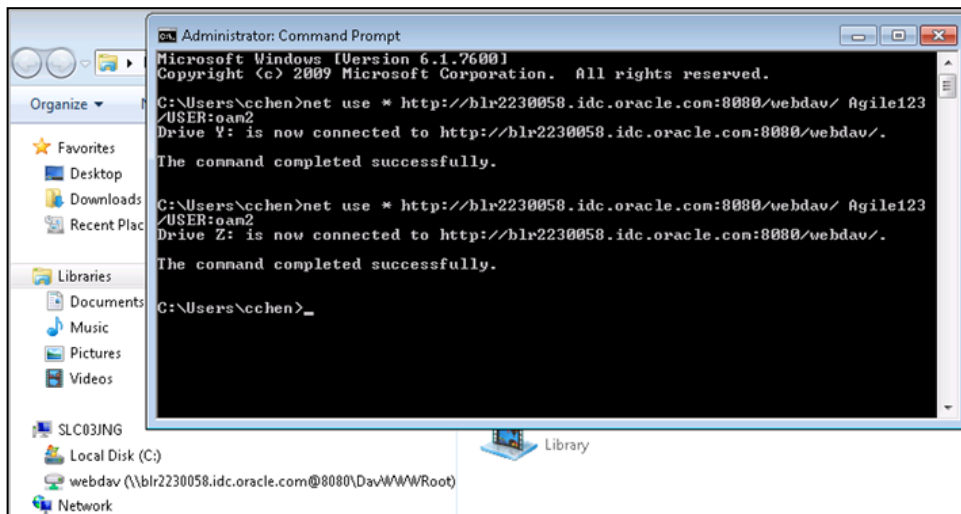 Administrator: Command Prompt
Microsoft Windows [Version 6.1.7600]
Copyright (c) 2009 Microsoft Corporation.  All rights reserved.
C:\Users\cchen>net use * http://blr2230058.idc.oracle.com:8080/webdav/ Agile123
/USER:oam2
Drive Y: is now connected to http://blr2230058.idc.oracle.com:8080/webdav/.
The command completed successfully.
C:\Users\cchen>net use * http://blr2230058.idc.oracle.com:8080/webdav/ Agile123
/USER:oam2
Drive Z: is now connected to http://blr2230058.idc.oracle.com:8080/webdav/.
The command completed successfully.
C:\Users\cchen>_
Organize
Favorites
Desktop
Downloads
Recent Plac
Libraries
Documents
Music
Pictures
Videos
SLC03JNG
Local Disk (C:)
webdav (\\blr2230058.idc.oracle.com@8080\DavWWWRoot)
Network
Library